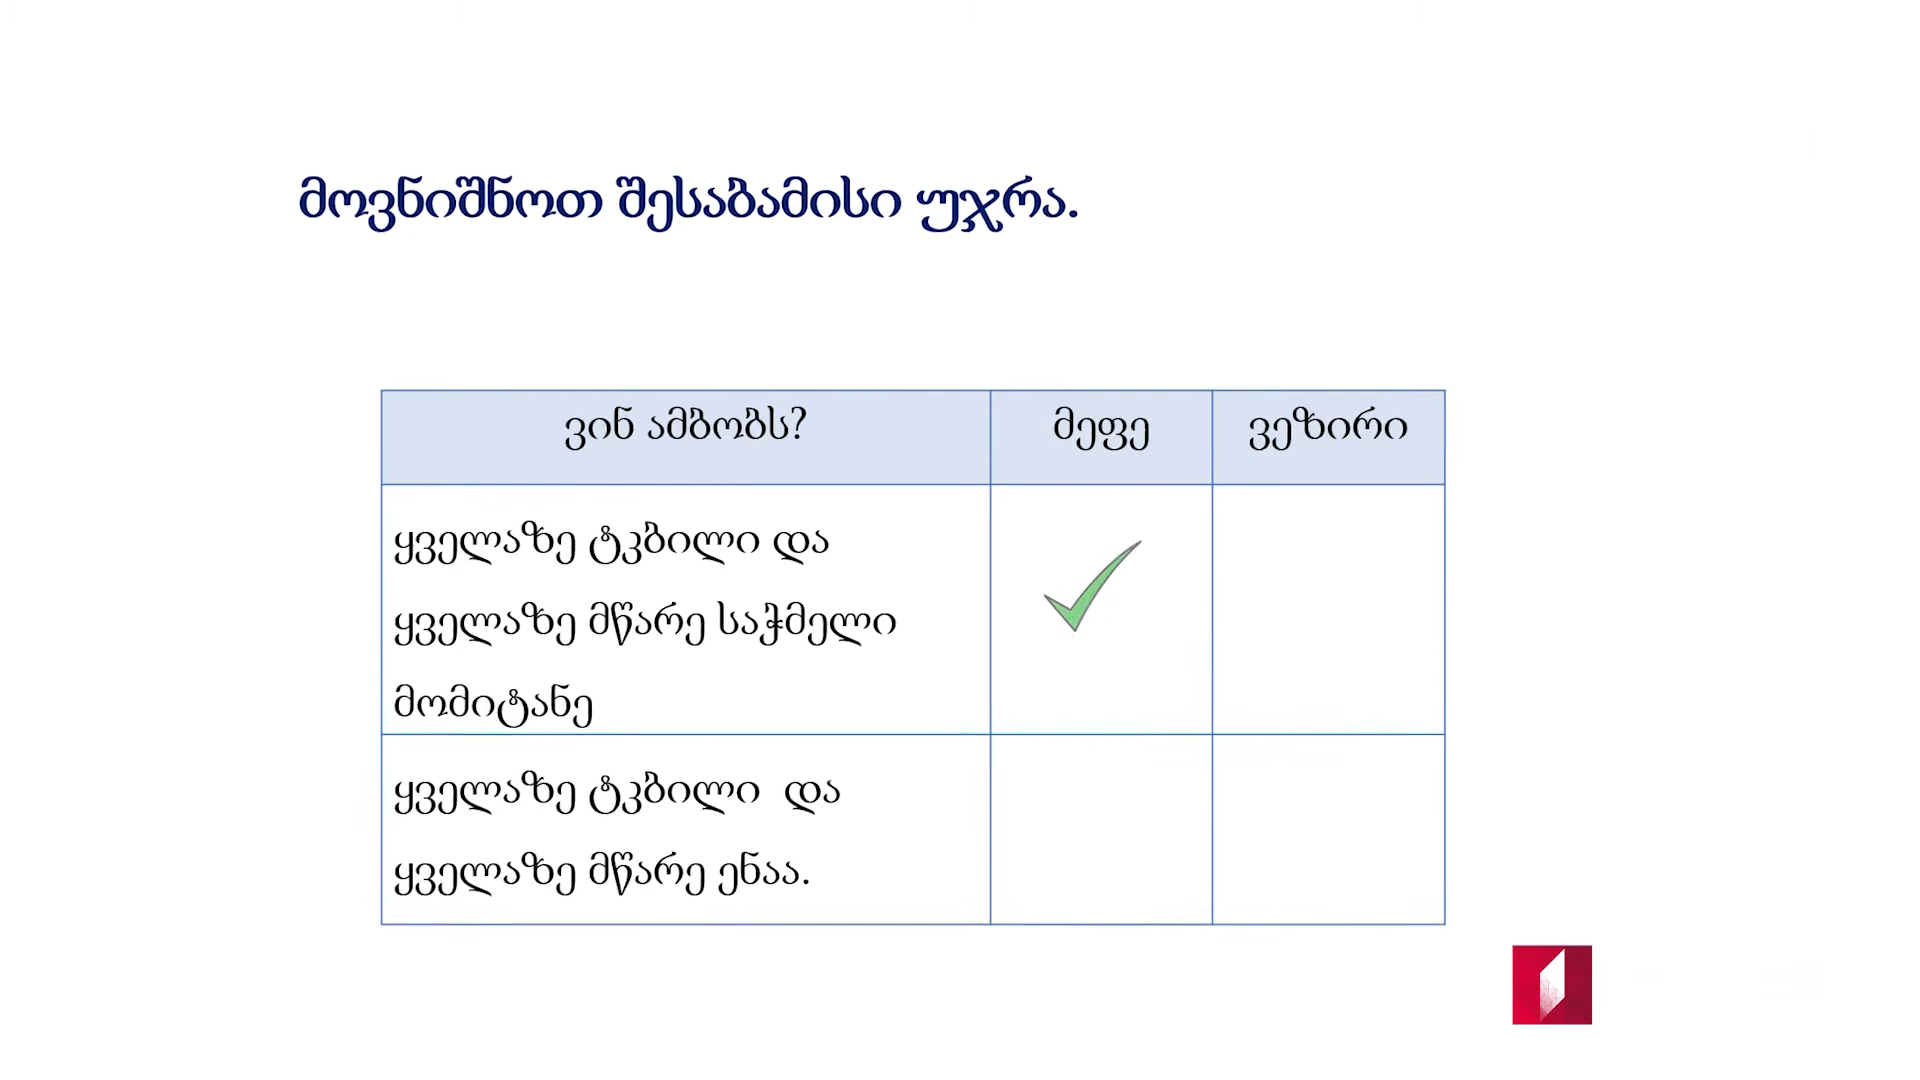 მოვნიშნოთ შესაბამისი უჯრა.
ვინ ამბობს?
მეფე
ვეზირი
ყველაზე ტკბილი და
ყველაზე მწარე საჭმელი
მომიტანე
ყველაზე ტკბილი და
ყველაზე მწარე ენაა.